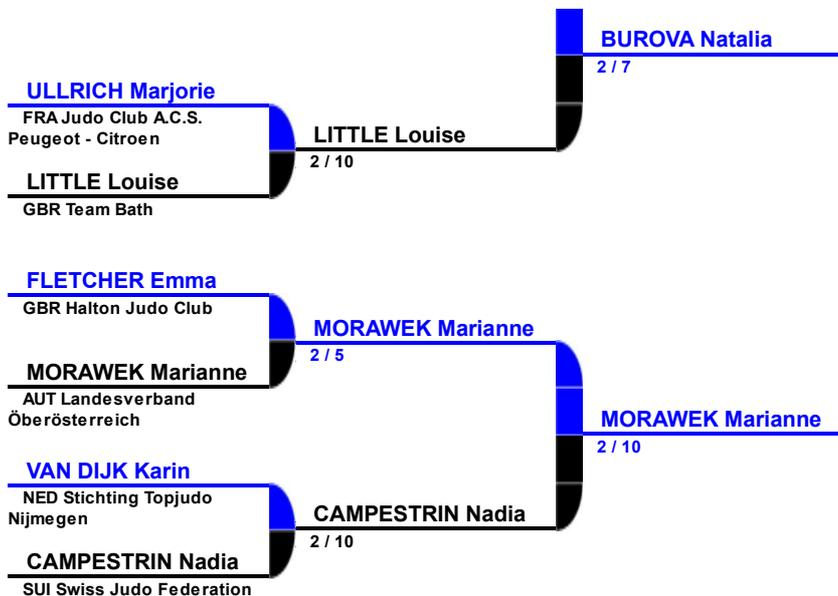 BUROVA Natalia
2 / 7
ULLRICH Marjorie
FRA Judo Club A.C.S.
Peugeot - Citroen
LITTLE Louise
2 / 10
LITTLE Louise
GBR Team Bath
FLETCHER Emma
GBR Halton Judo Club
MORAWEK Marianne
2 / 5
MORAWEK Marianne
AUT Landesverband
Öberösterreich
MORAWEK Marianne
2 / 10
VAN DIJK Karin
NED Stichting Topjudo
Nijmegen
CAMPESTRIN Nadia
2 / 10
CAMPESTRIN Nadia
SUI Swiss Judo Federation